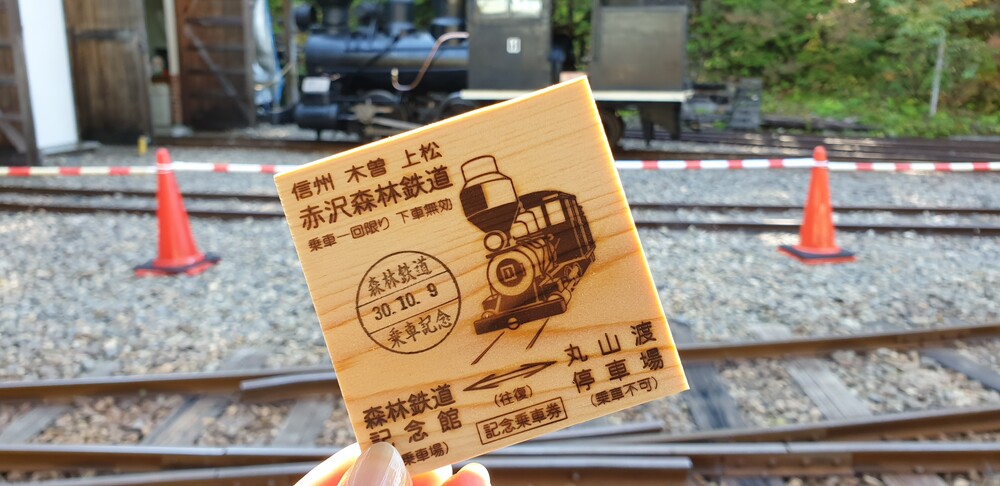 信州 木曽 上松
赤沢森林鉄道
乗車一回限り 下車無効
森林鉄道
30.10.9
乗車記念
丸山渡
停車場
(乗車不可)
(往復)
森林鉄道
記念館
乗車場)
記念乗車券